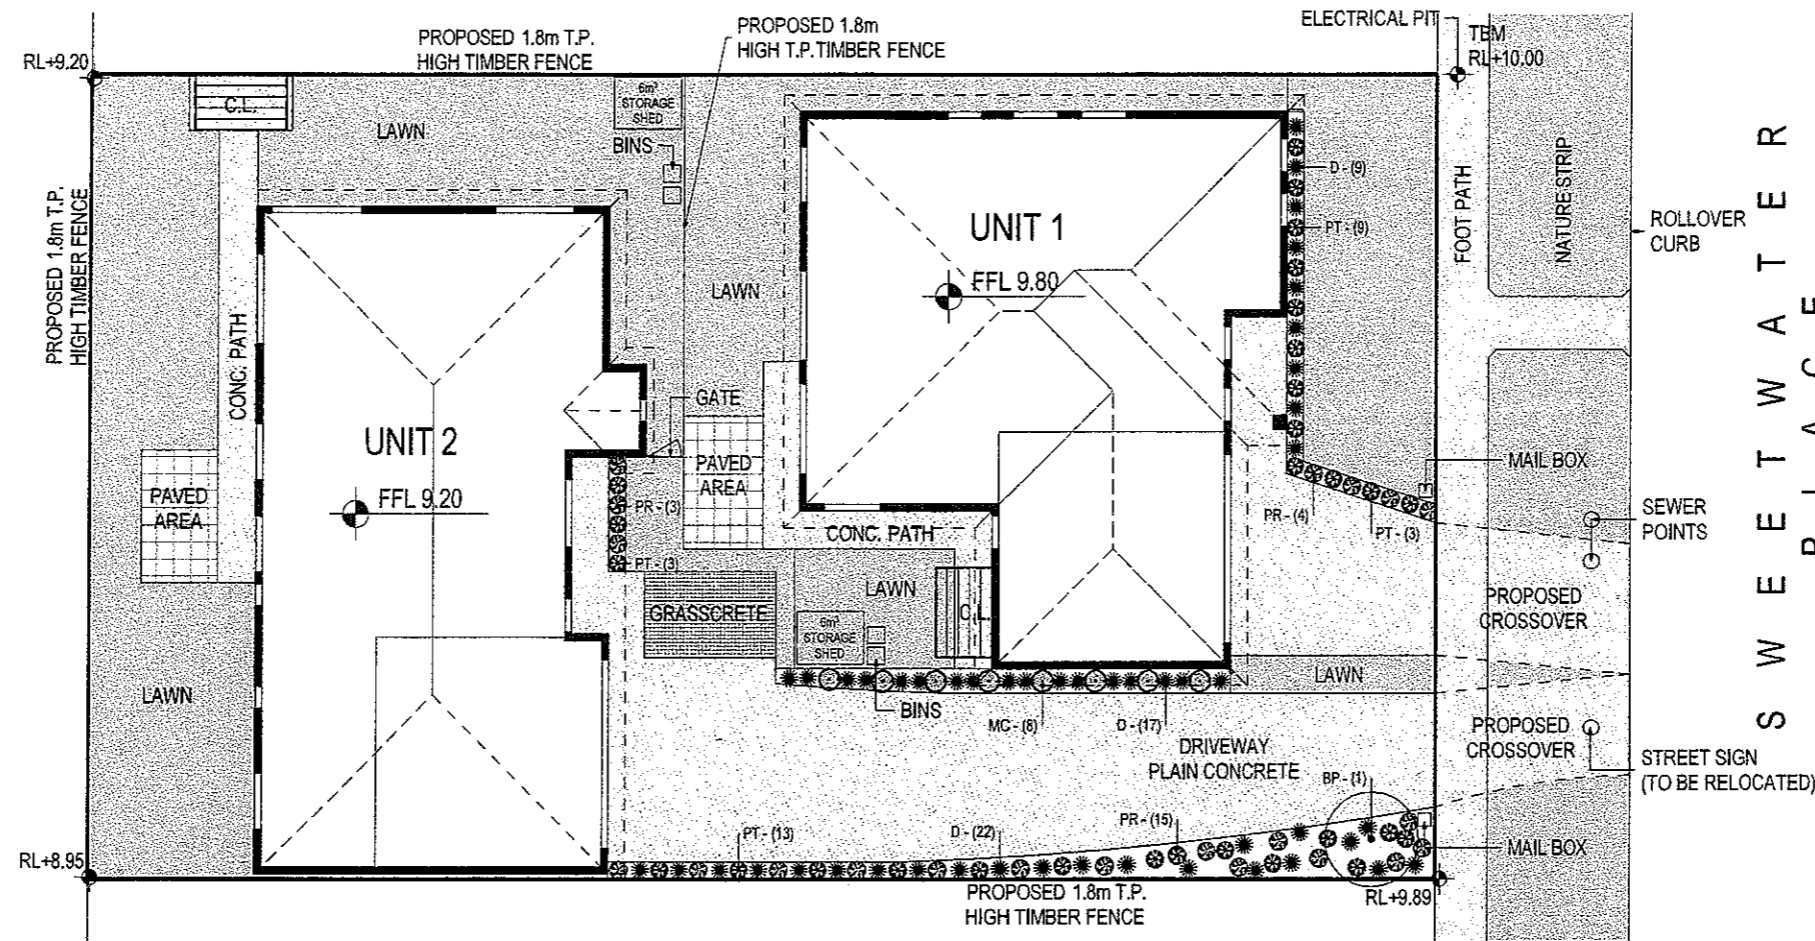 PROPOSED 1.8m T.P.
HIGH TIMBER FENCE
PROPOSED 1.8m
HIGH T.P.TIMBER FENCE
ELECTRICAL PIT
TBM
RL+10.00
RL+9.20
C.L.
LAWN
6m²
STORAGE
SHED
BINS
PROPOSED 1.8m T.P.
HIGH TIMBER FENCE
CONC. PATH
UNIT 1
FFL 9.80
LAWN
D - (9)
PT - (9)
FOOT PATH
NATURESTRIP
ROLLOVER
CURB
SWEETWATER
GATE
UNIT 2
FFL 9.20
PAVED
AREA
PAVED
AREA
PR - (3)
PT - (3)
CONC. PATH
PR - (4)
PT - (3)
MAIL BOX
SEWER
POINTS
GRASSCRETE
LAWN
C.L.
6m²
STORAGE
SHED
BINS
PROPOSED
CROSSOVER
LAWN
LAWN
MC - (8)
D - (17)
DRIVEWAY
PLAIN CONCRETE
BP - (1)
PROPOSED
CROSSOVER
STREET SIGN
(TO BE RELOCATED)
PT - (13)
D - (22)
PR - (15)
MAIL BOX
RL+8.95
PROPOSED 1.8m T.P.
HIGH TIMBER FENCE
RL+9.89